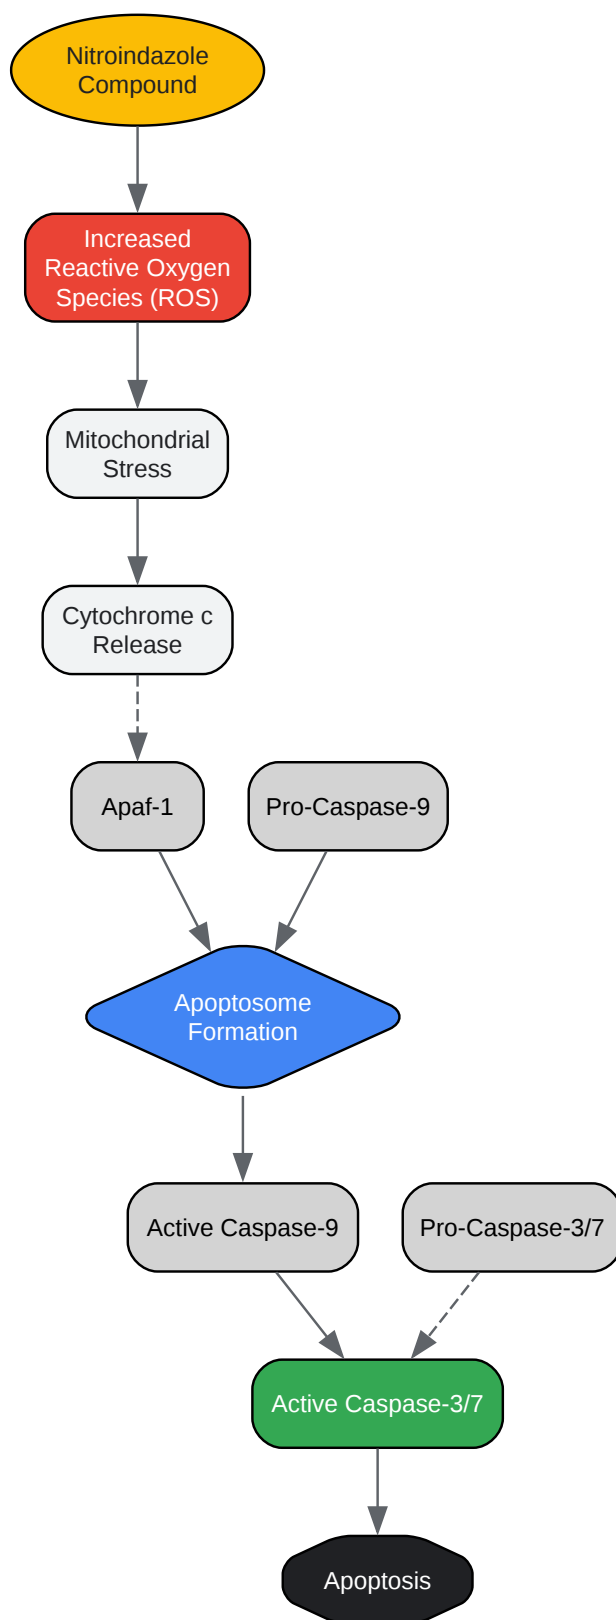 Nitroindazole
Compound
Increased
Reactive Oxygen
Species (ROS)
Mitochondrial
Stress
Cytochrome c
Release
Apaf-1
Pro-Caspase-9
Apoptosome
Formation
Active Caspase-9
Pro-Caspase-3/7
Active Caspase-3/7
Apoptosis